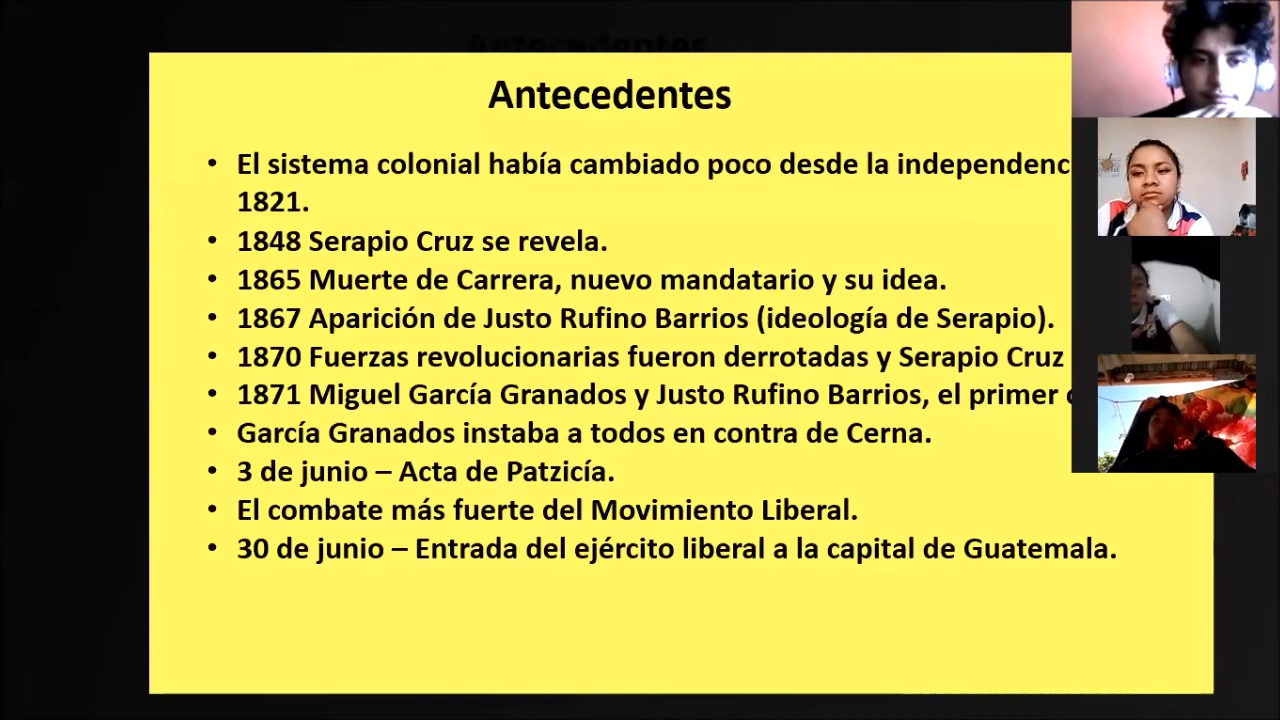 Antecedentes
• El sistema colonial había cambiado poco desde la independenc
1821.
• 1848 Serapio Cruz se revela.
• 1865 Muerte de Carrera, nuevo mandatario y su idea.
• 1867 Aparición de Justo Rufino Barrios (ideología de Serapio).
• 1870 Fuerzas revolucionarias fueron derrotadas y Serapio Cruz
• 1871 Miguel García Granados y Justo Rufino Barrios, el primer
• García Granados instaba a todos en contra de Cerna.
• 3 de junio – Acta de Patzicía.
• El combate más fuerte del Movimiento Liberal.
• 30 de junio – Entrada del ejército liberal a la capital de Guatemala.